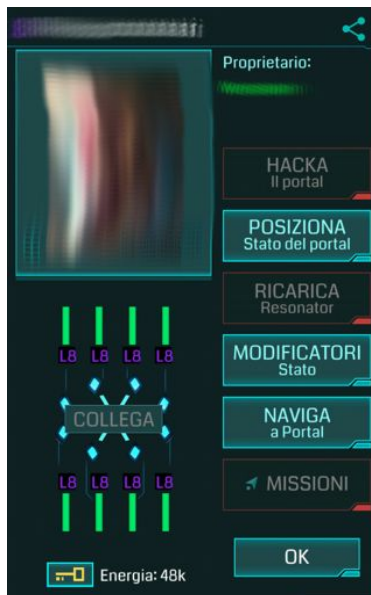 L8
Proprietario:
HACKA
Il portal
POSIZIONA
Stato del portal
RICARICA
Resonator
MODIFICATORI
Stato
NAVIGA
a Portal
MISSIONI
OK
L8 L8 L8 L8
COLLEGA
L8 L8 L8 L8
Energia: 48k